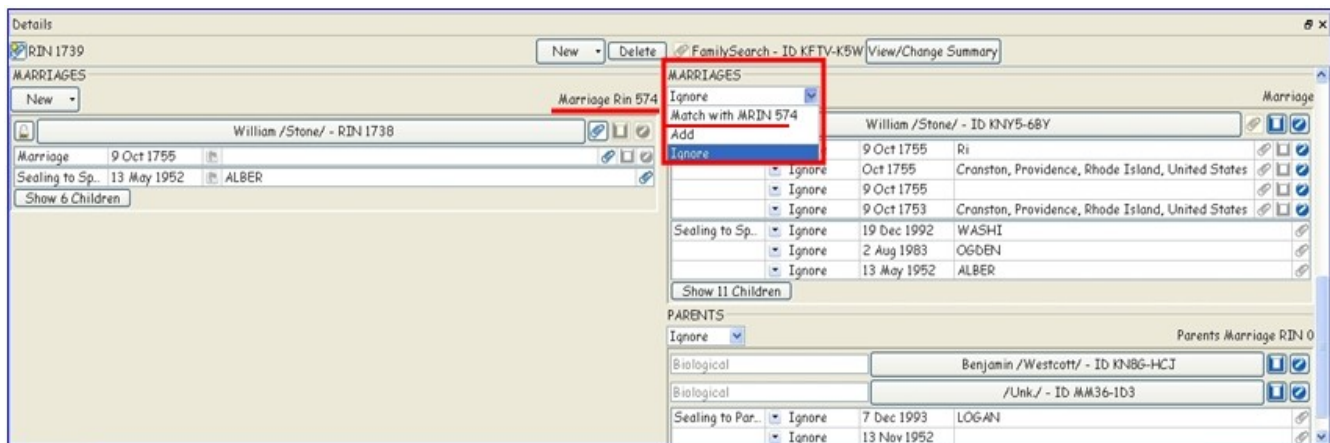 Details
RIN 1739 New Delete FamilySearch - ID KFTV-K5W View/Change Summary
MARRIAGES
New Marriage Rin 574
William /Stone/ - RIN 1738
Marriage 9 Oct 1755
Sealing to Sp... 13 May 1952 ALBER
Show 6 Children
MARRIAGES
Ignore Marriage
Match with MRIN 574
Add
Ignore
William /Stone/ - ID KNY5-6BY
9 Oct 1755 Ri
Ignore Oct 1755 Cranston, Providence, Rhode Island, United States
Ignore 9 Oct 1755
Ignore 9 Oct 1753 Cranston, Providence, Rhode Island, United States
Sealing to Sp... Ignore 19 Dec 1992 WASHI
Ignore 2 Aug 1983 OGDEN
Ignore 13 May 1952 ALBER
Show 11 Children
PARENTS
Ignore Parents Marriage RIN 0
Biological Benjamin /Westcott/ - ID KN8G-HCJ
Biological /Unk./ - ID MM36-1D3
Sealing to Par... Ignore 7 Dec 1993 LOGAN
Ignore 13 Nov 1952